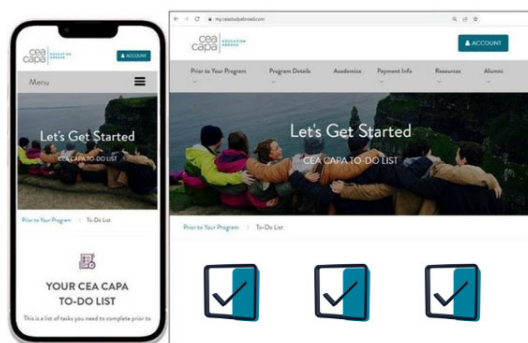 cea
capa
EDUCATION
ABROAD
ACCOUNT
Menu
Let's Get Started
CEA CAPA TO-DO LIST
Prior to Your Program > To-Do List
YOUR CEA CAPA
TO-DO LIST
This is a list of tasks you need to complete prior to
my.ceastudyabroad.com
cea
capa
EDUCATION
ABROAD
ACCOUNT
Prior to Your Program Program Details Academics Payment Info Resources Alumni
Let's Get Started
CEA CAPA TO-DO LIST
Prior to Your Program > To-Do List